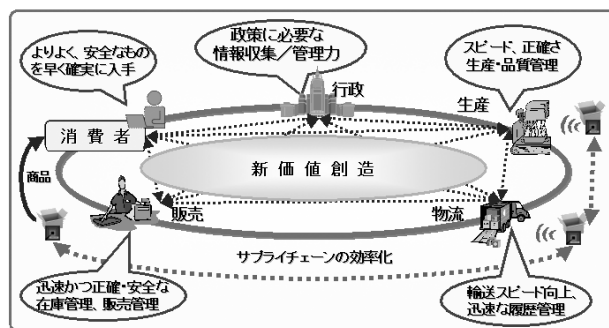 政策に必要な
情報収集／管理力
よりよく、安全なもの
を早く確実に入手
スピード、正確さ
生産・品質管理
行政
生産
消費者
新価値創造
商品
販売
物流
サプライチェーンの効率化
迅速かつ正確・安全な
在庫管理、販売管理
輸送スピード向上、
迅速な履歴管理